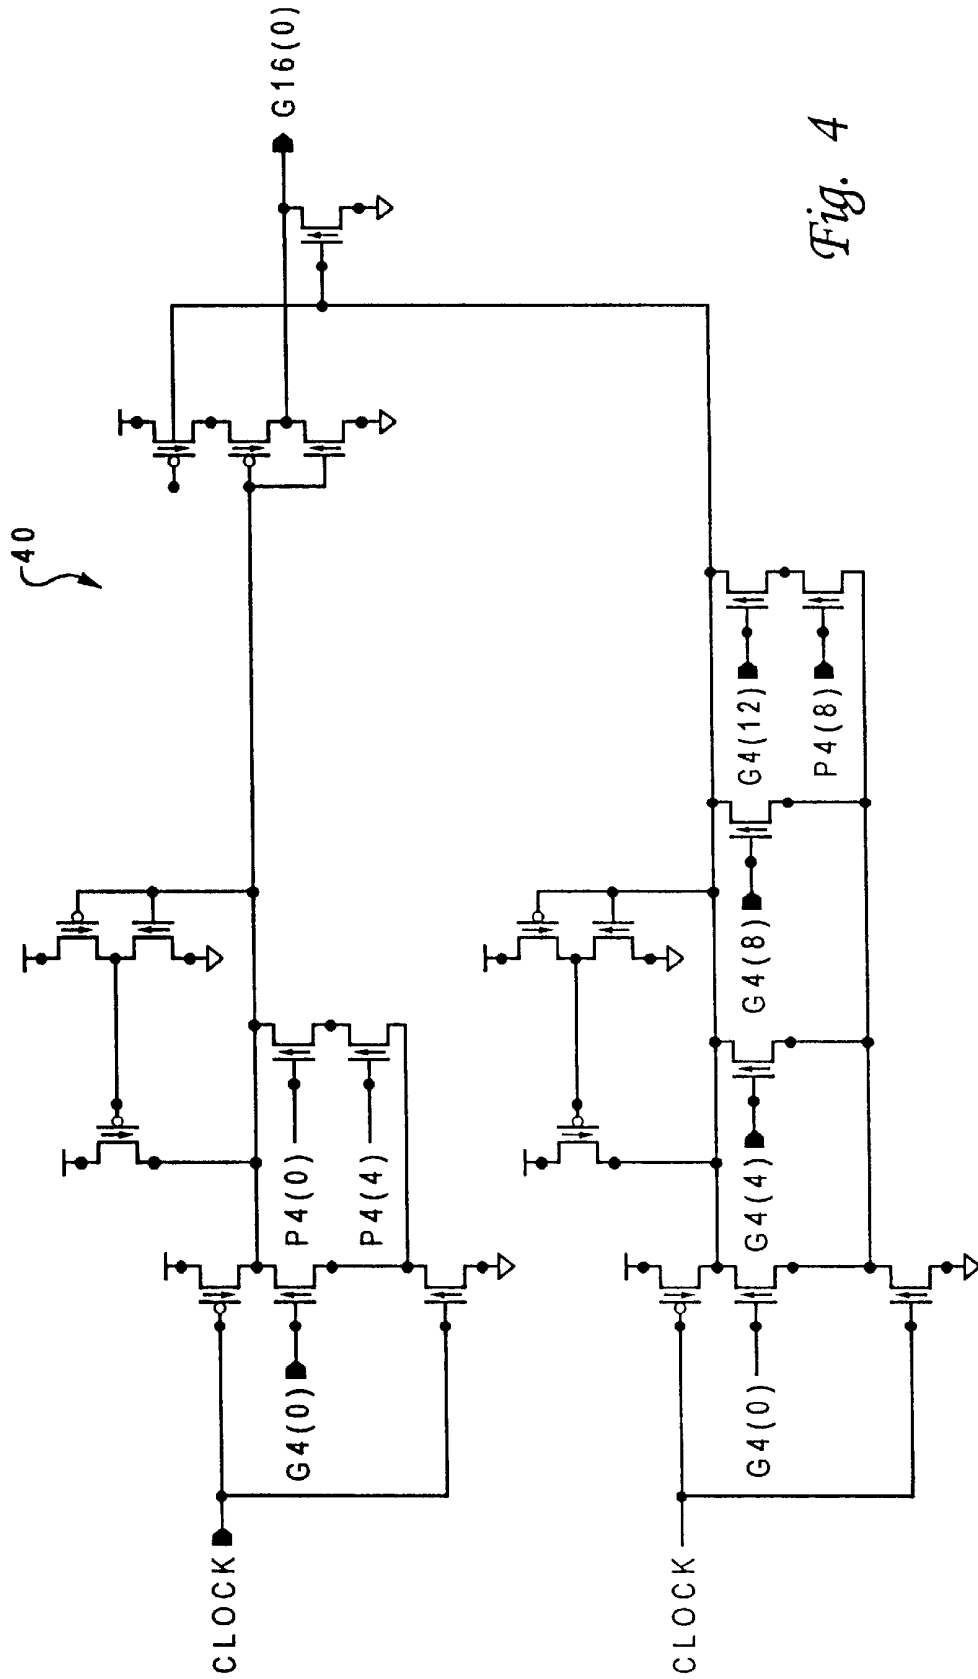 40
G16(0)
CLOCK
G4(0)
P4(0)
P4(4)
CLOCK
G4(0)
G4(4)
G4(8)
G4(12)
P4(8)
Fig. 4